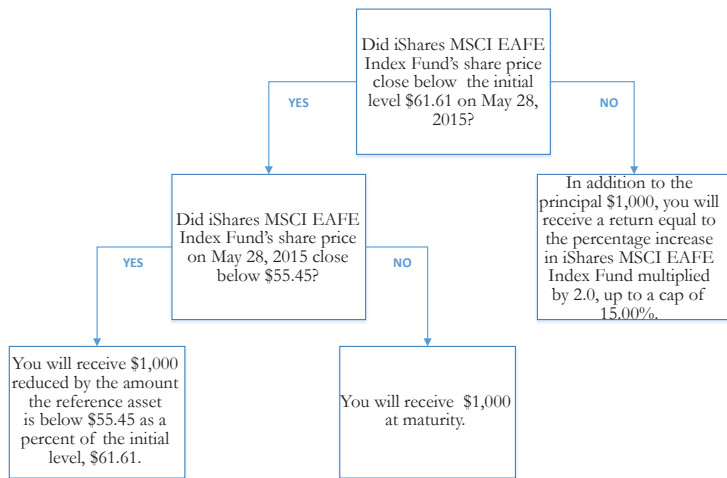 Did iShares MSCI EAFE
Index Fund's share price
close below the initial
level $61.61 on May 28,
2015?
YES
NO
Did iShares MSCI EAFE
Index Fund's share price
on May 28, 2015 close
below $55.45?
In addition to the
principal $1,000, you will
receive a return equal to
the percentage increase
in iShares MSCI EAFE
Index Fund multiplied
by 2.0, up to a cap of
15.00%.
YES
NO
You will receive $1,000
reduced by the amount
the reference asset
is below $55.45 as a
percent of the initial
level, $61.61.
You will receive $1,000
at maturity.